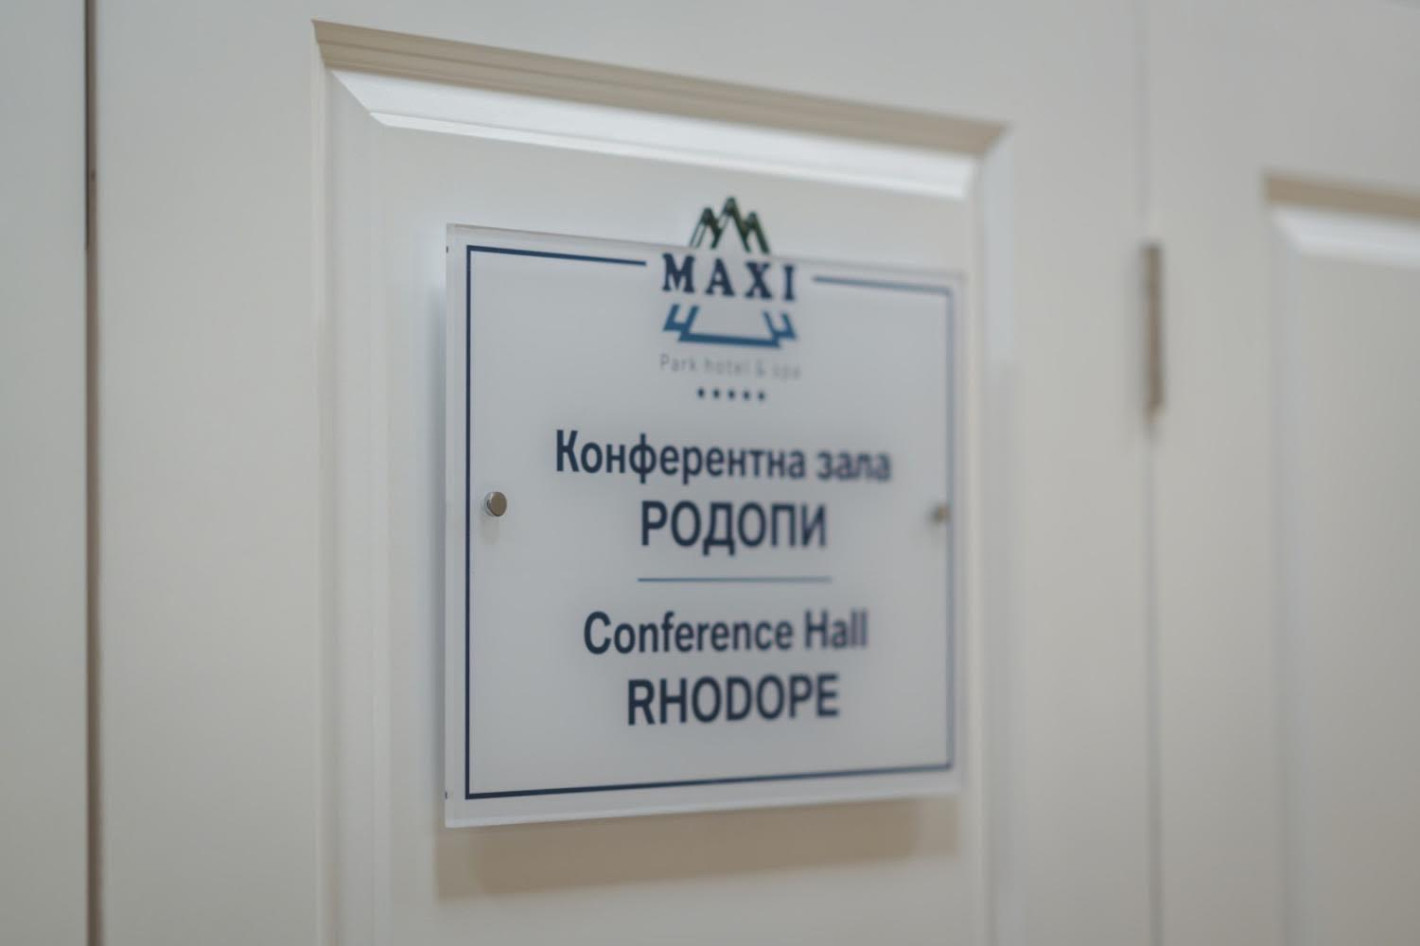 MAXI
Park hotel & spa
Конферентна зала
РОДОПИ
Conference Hall
RHODOPE